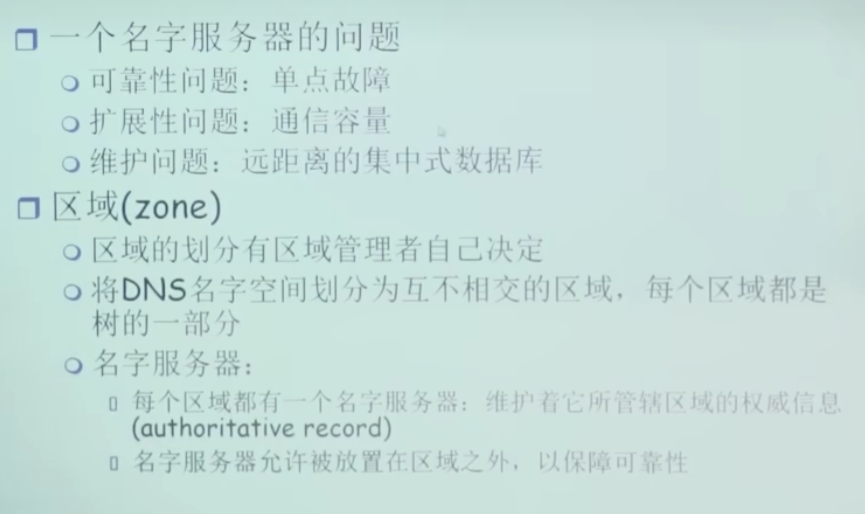 一个名字服务器的问题
可靠性问题：单点故障
扩展性问题：通信容量
维护问题：远距离的集中式数据库
区域(zone)
区域的划分有区域管理者自己决定
将DNS名字空间划分为互不相交的区域，每个区域都是
树的一部分
名字服务器：
每个区域都有一个名字服务器：维护着它所管辖区域的权威信息
(authoritative record)
名字服务器允许被放置在区域之外，以保障可靠性